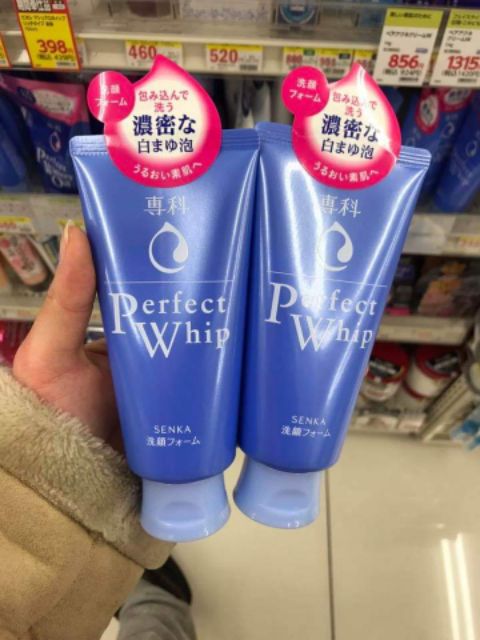 398
460
520
856
1315
洗顔
フォーム
包み込んで
洗う
濃密な
白まゆ泡
うるおい素肌へ
専科
Perfect
Whip
SENKA
洗顔フォーム
洗顔
フォーム
包み込んで
洗う
濃密な
白まゆ泡
うるおい素肌へ
専科
Perfect
Whip
SENKA
洗顔フォーム